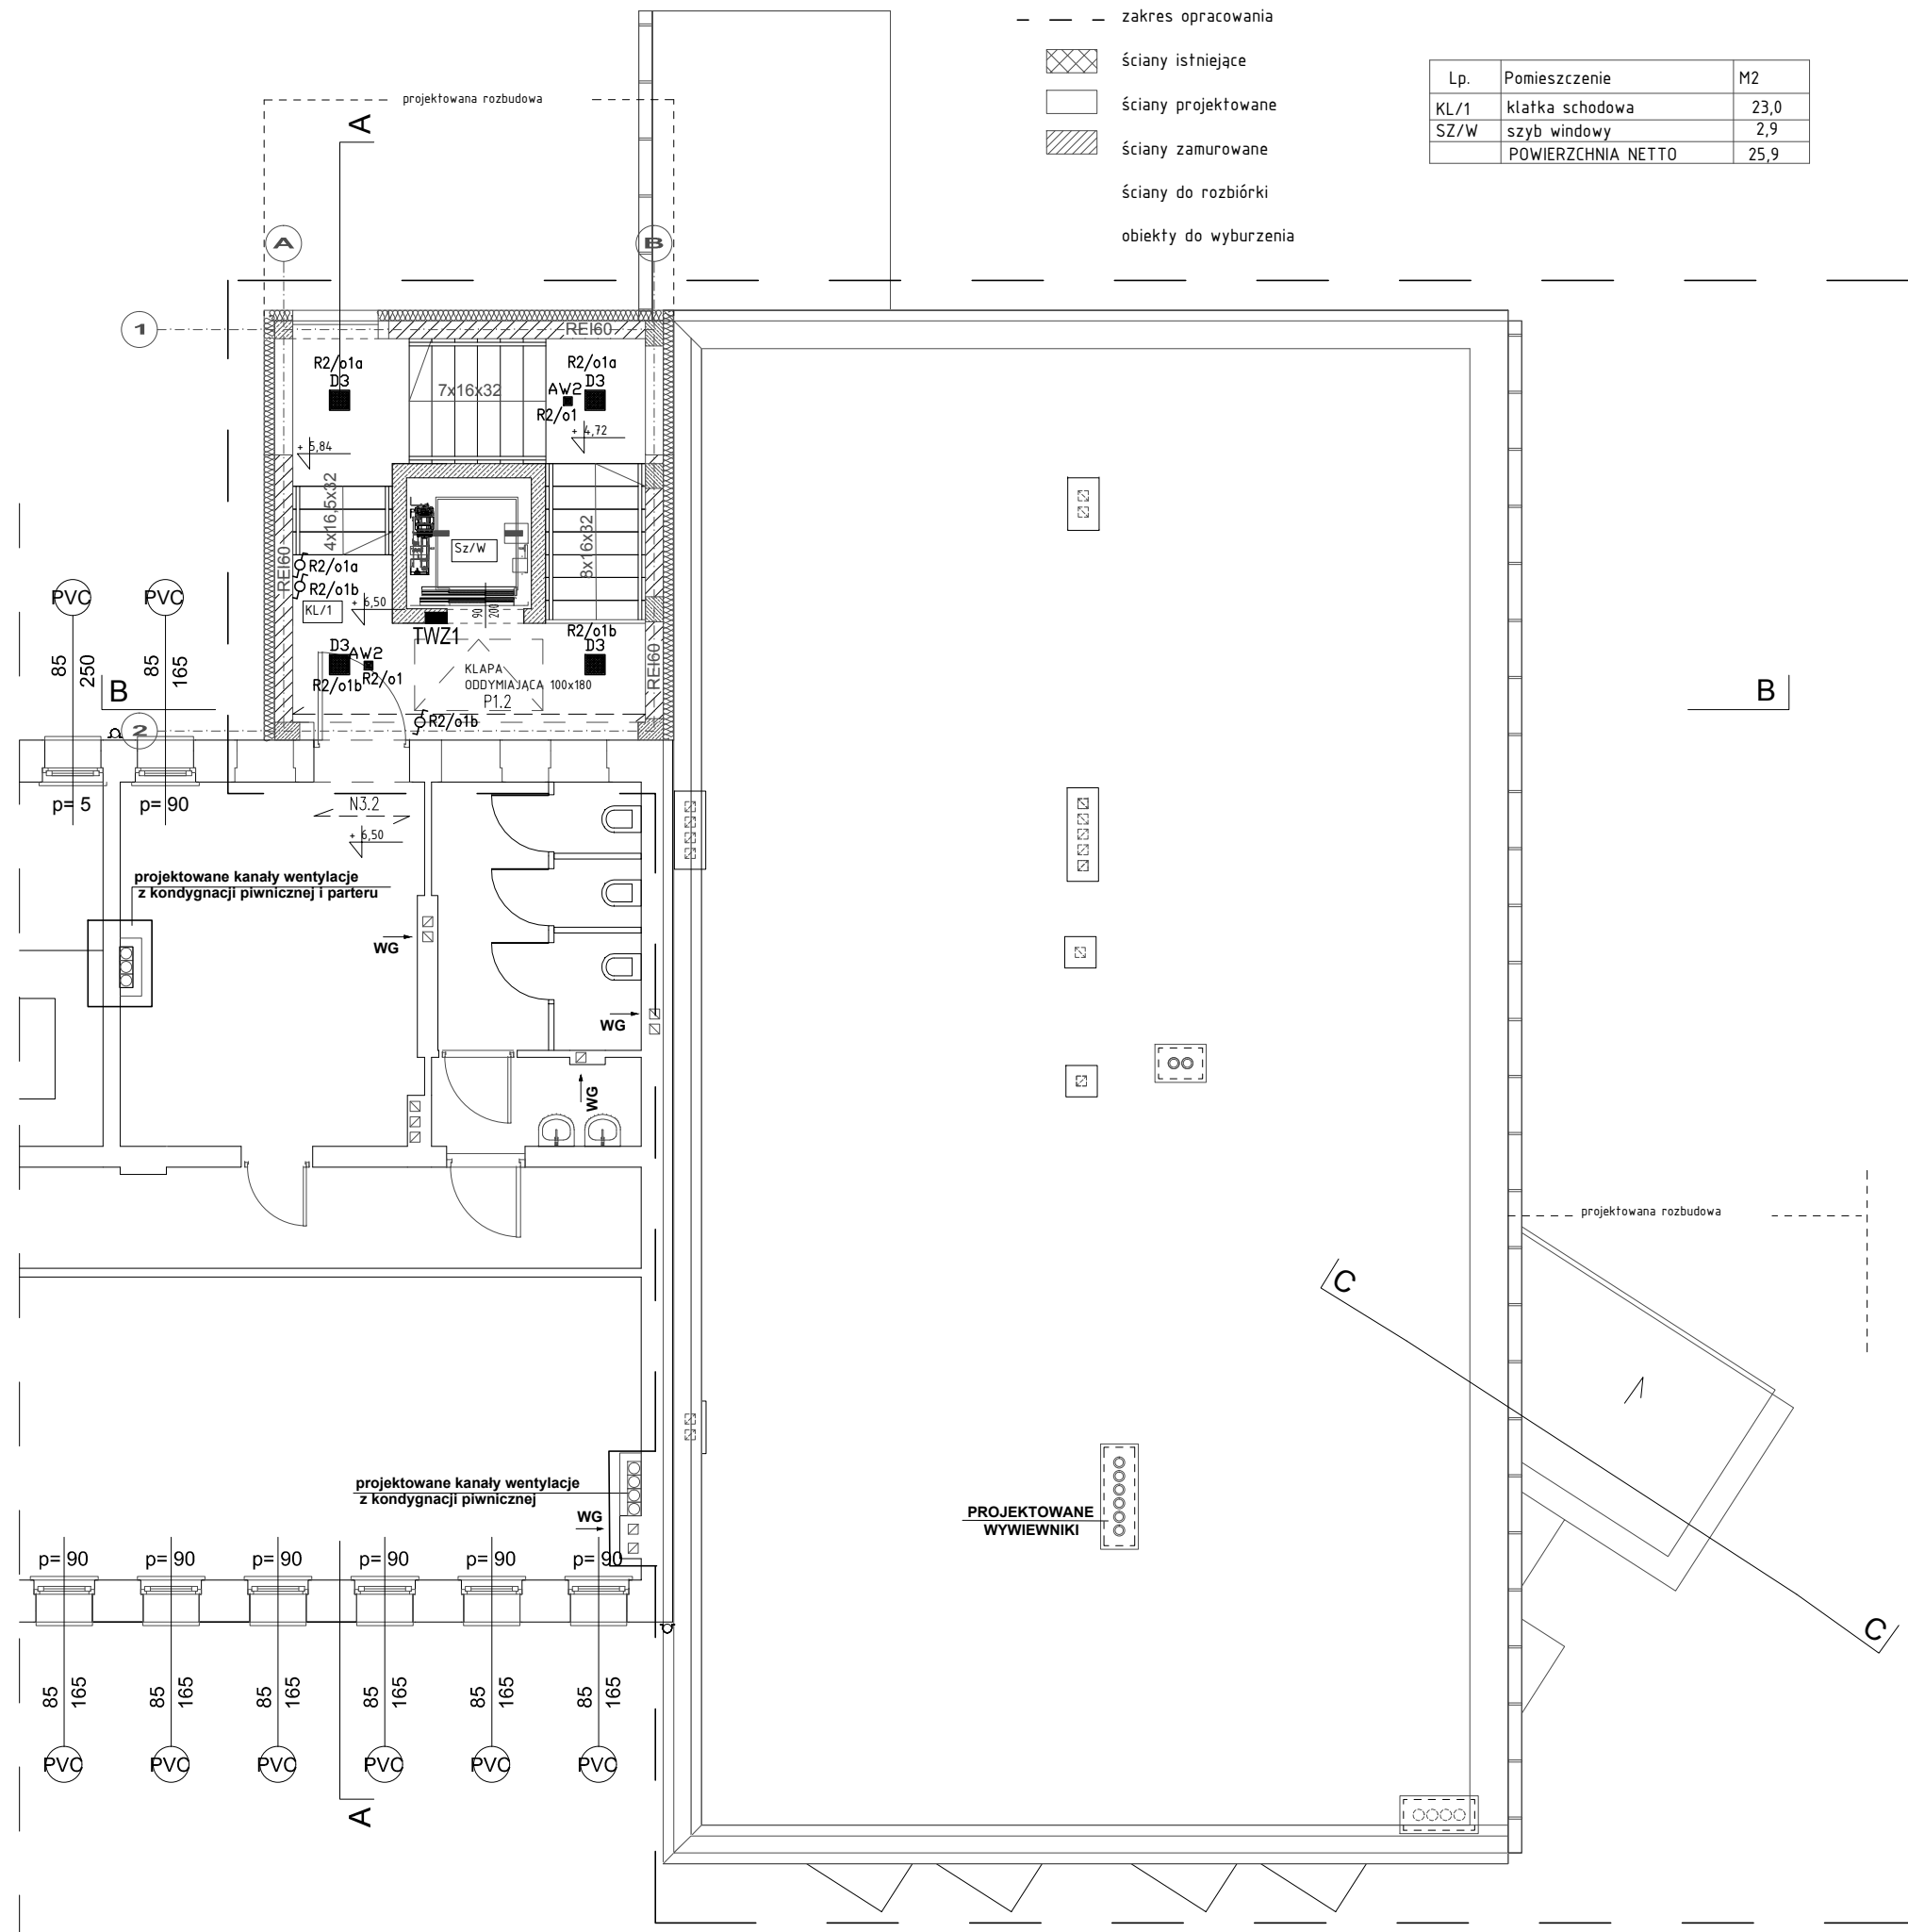 zakres opracowania
ściany istniejące
ściany projektowane
ściany zamurowane
ściany do rozbiórki
obiekty do wyburzenia
Lp. Pomieszczenie M2
KL/1 klatka schodowa 23,0
SZ/W szyb windowy 2,9
POWIERZCHNIA NETTO 25,9
projektowana rozbudowa
A
A
B
1
REI60
R2/o1a
D3
7x16x32
R2/o1a
AW2 D3
R2/o1
+ 4,72
+ 5,84
4x16,5x32
8x16x32
Sz/W
REI60
R2/o1a
R2/o1b
KL/1
+ 6,50
90
200
TWZ1
R2/o1b
D3
D3
AW2
R2/o1b
R2/o1
KLAPA
ODDYMIAJĄCA 100x180
P1.2
REI60
R2/o1b
PVC
PVC
85
250
85
165
B
B
2
p= 5
p= 90
N3.2
+ 6,50
projektowane kanały wentylacje
z kondygnacji piwnicznej i parteru
WG
WG
WG
projektowana rozbudowa
C
C
projektowane kanały wentylacje
z kondygnacji piwnicznej
WG
PROJEKTOWANE
WYWIEWNIKI
p= 90
p= 90
p= 90
p= 90
p= 90
p= 90
85
165
85
165
85
165
85
165
85
165
85
165
PVC
PVC
PVC
PVC
PVC
PVC
A